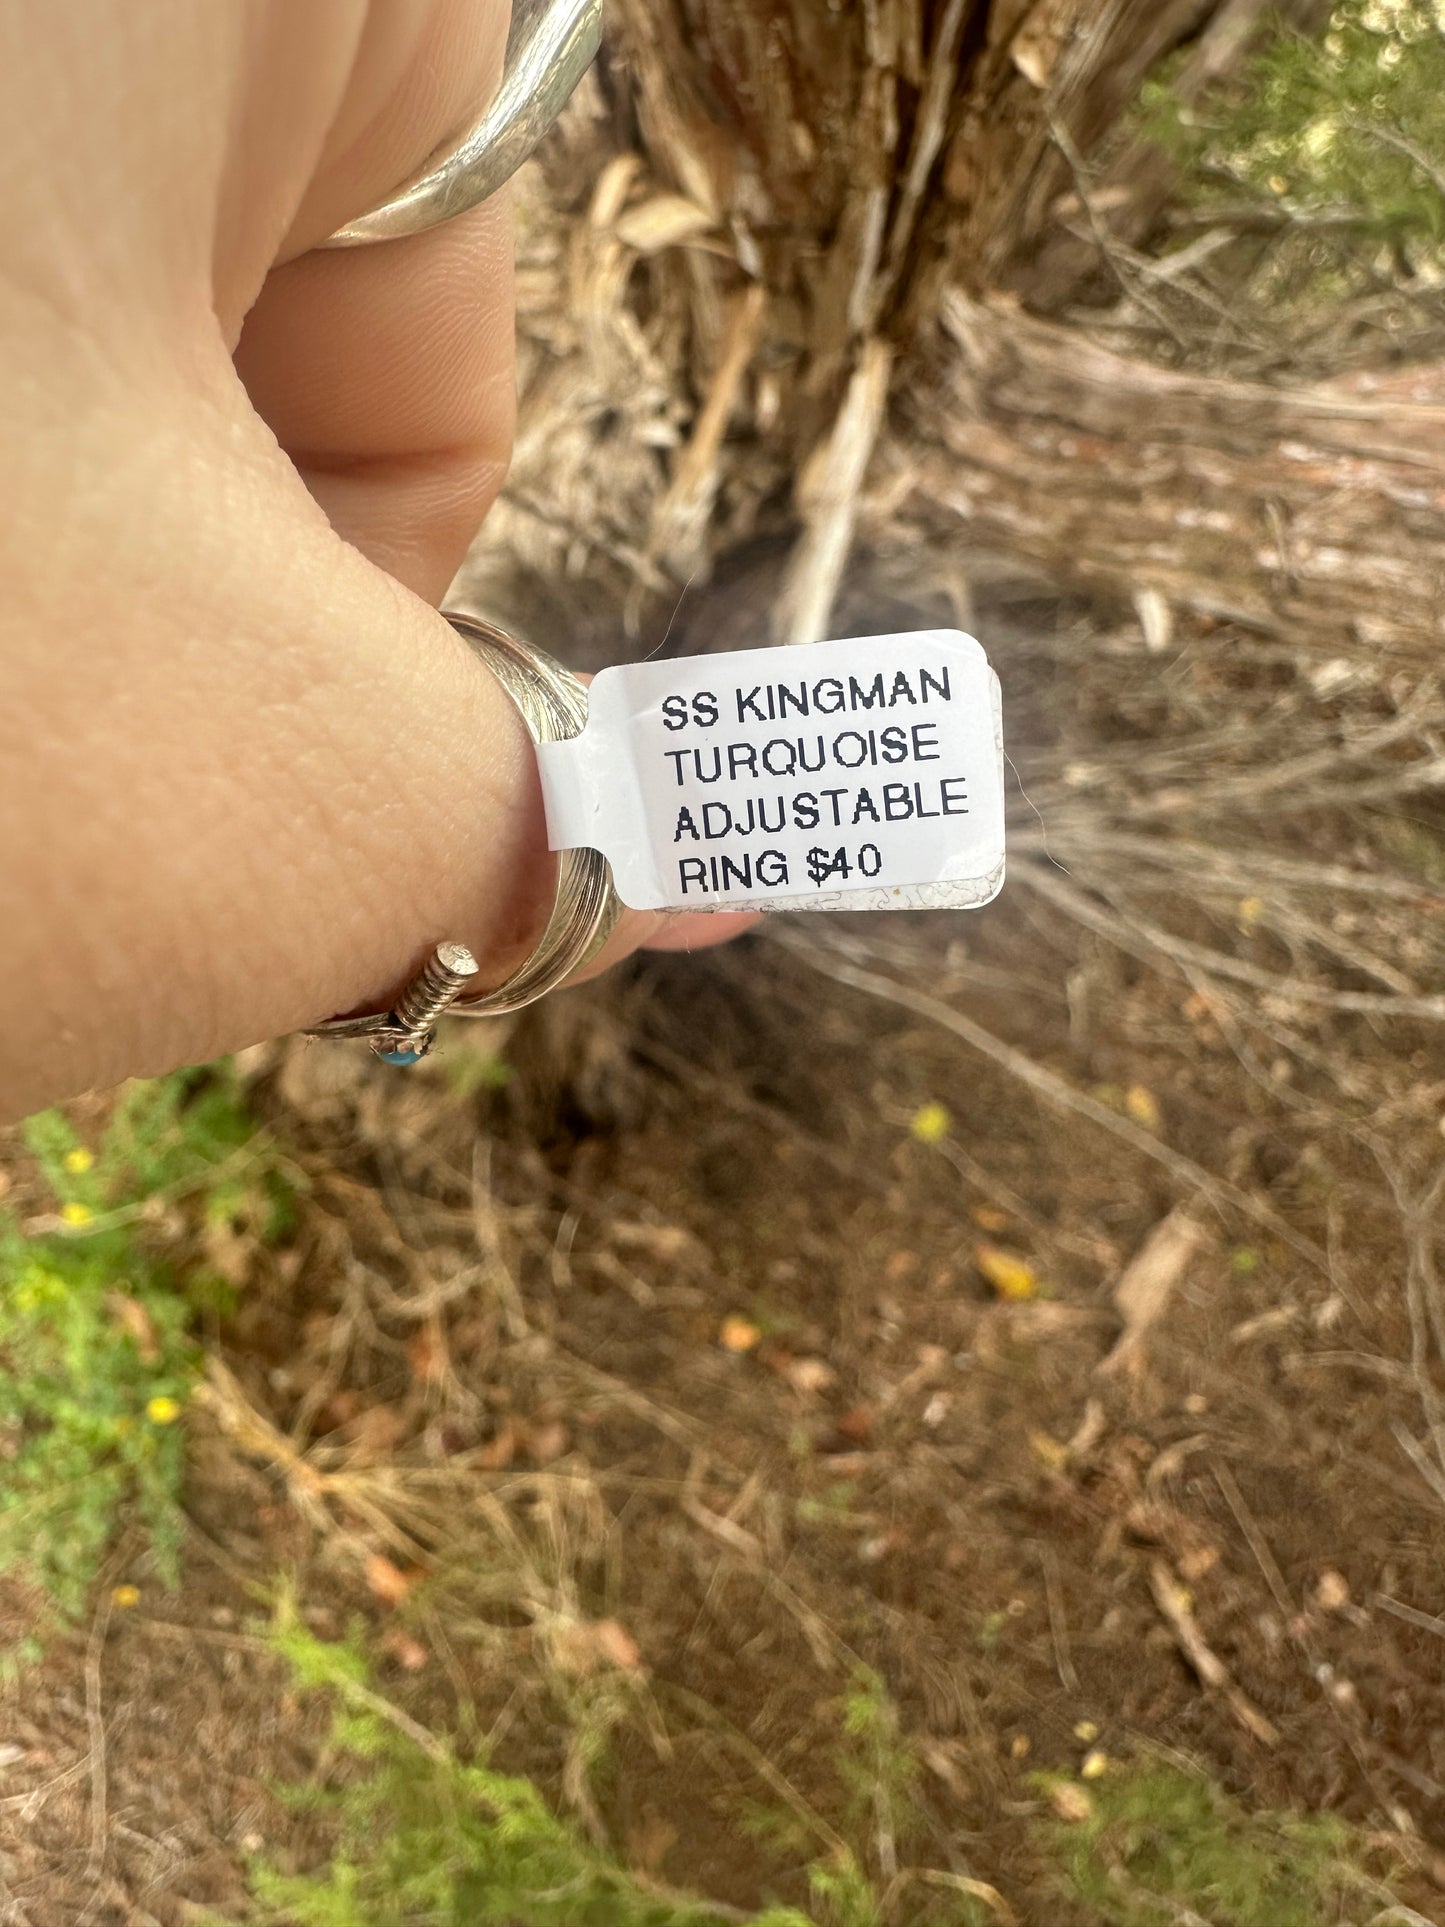 SS KINGMAN
TURQUOISE
ADJUSTABLE
RING $40